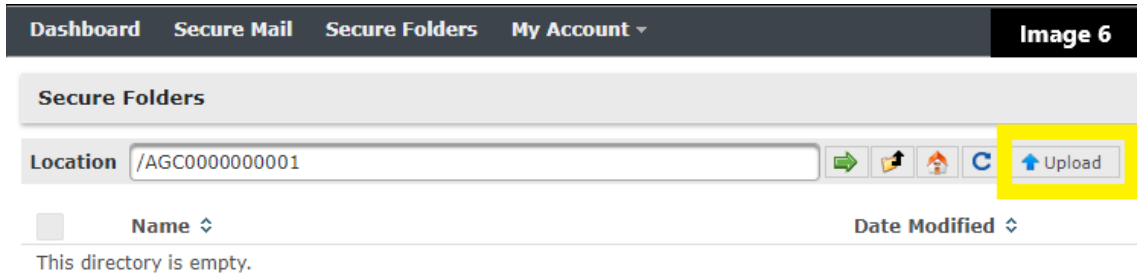 Dashboard Secure Mail Secure Folders My Account Image 6
Secure Folders
Location /AGC0000000001 Upload
Name Date Modified
This directory is empty.